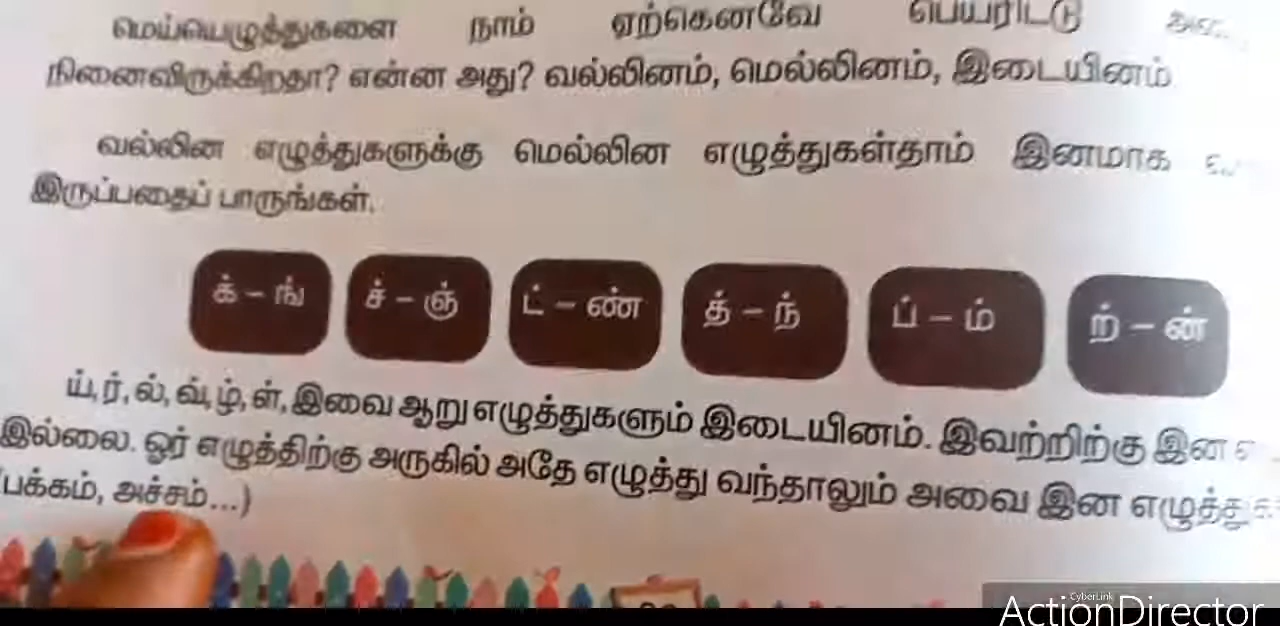 மெய்யெழுத்துகளை நாம் ஏற்கெனவே பெயரிட்டு
நினைவிருக்கிறதா? என்ன அது? வல்லினம், மெல்லினம், இடையினம்
வல்லின எழுத்துகளுக்கு மெல்லின எழுத்துகள்தாம் இனமாக
இருப்பதைப் பாருங்கள்.
க் – ங் ச் – ஞ் ட் – ண் த் – ந் ப் – ம் ற் – ன்
ய், ர், ல், வ், ழ், ள், இவை ஆறு எழுத்துகளும் இடையினம். இவற்றிற்கு இன
இல்லை. ஓர் எழுத்திற்கு அருகில் அதே எழுத்து வந்தாலும் அவை இன
(பக்கம், அச்சம்...)
CyberLink
ActionDirector